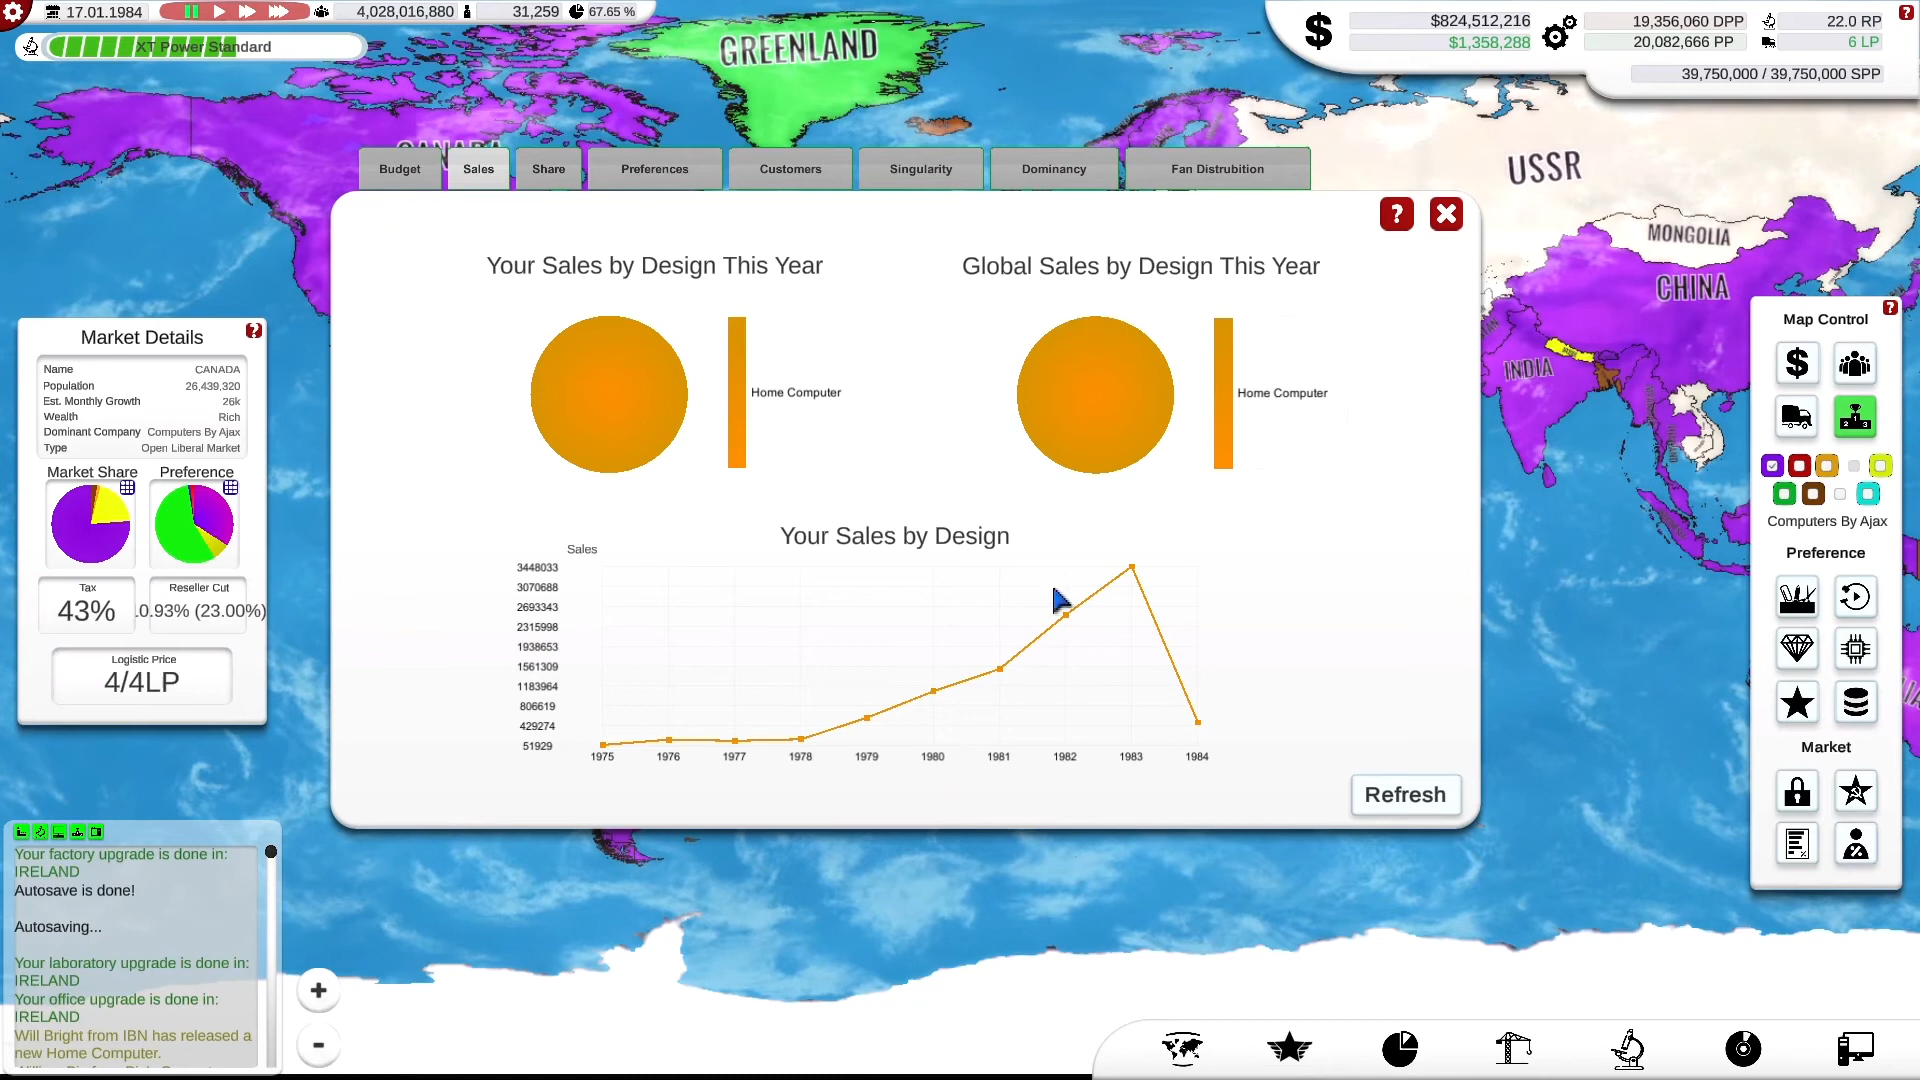 17.01.1984
4,028,016,880
31,259
67.65 %
XT Power Standard
$824,512,216
$1,358,288
19,356,060 DPP
20,082,666 PP
22.0 RP
6 LP
39,750,000 / 39,750,000 SPP
?
GREENLAND
CANADA
USSR
MONGOLIA
CHINA
INDIA
Budget
Sales
Share
Preferences
Customers
Singularity
Dominancy
Fan Distrubition
?
Your Sales by Design This Year
Home Computer
Global Sales by Design This Year
Home Computer
Your Sales by Design
Sales
3448033
3070688
2693343
2315998
1938653
1561309
1183964
806619
429274
51929
1975 1976 1977 1978 1979 1980 1981 1982 1983 1984
Refresh
Market Details
?
Name CANADA
Population 26,439,320
Est. Monthly Growth 26k
Wealth Rich
Dominant Company Computers By Ajax
Type Open Liberal Market
Market Share
Preference
Tax
43%
Reseller Cut
0.93% (23.00%)
Logistic Price
4/4LP
Your factory upgrade is done in:
IRELAND
Autosave is done!
Autosaving...
Your laboratory upgrade is done in:
IRELAND
Your office upgrade is done in:
IRELAND
Will Bright from IBN has released a
new Home Computer.
+
-
?
Map Control
Computers By Ajax
Preference
Market